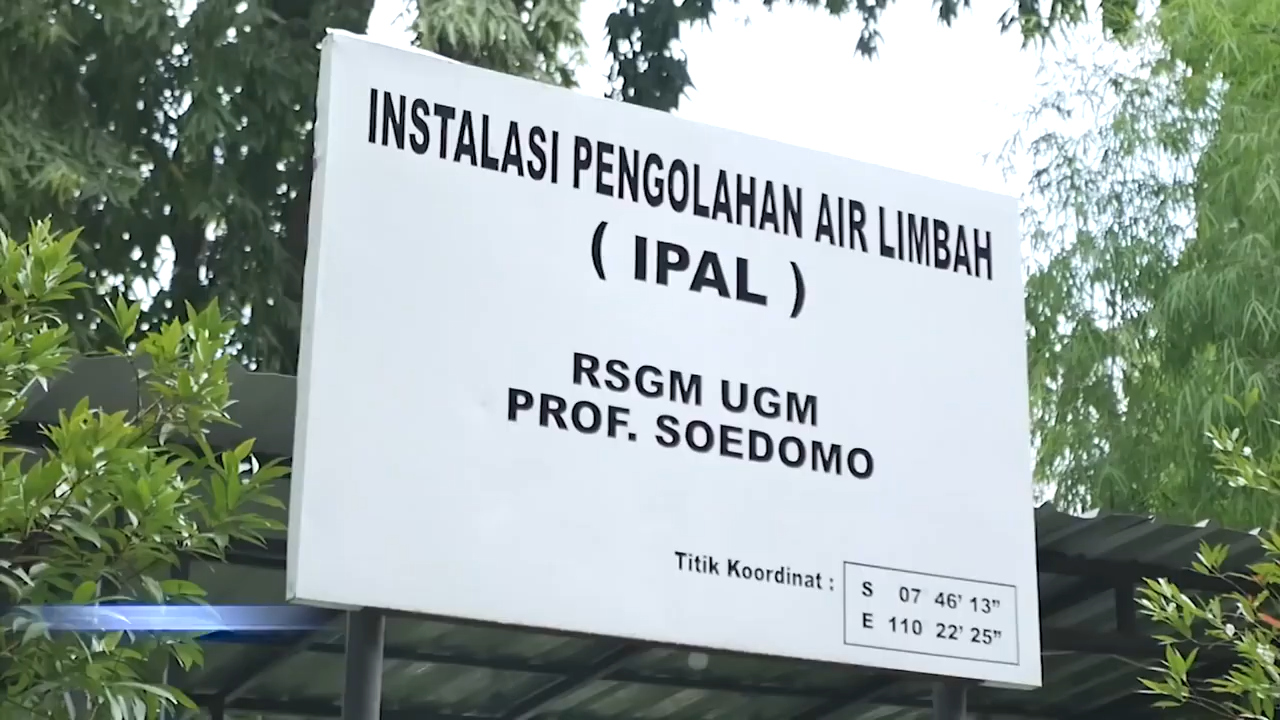 INSTALASI PENGOLAHAN AIR LIMBAH
( IPAL )
RSGM UGM
PROF. SOEDOMO
Titik Koordinat :
S 07 46' 13”
E 110 22' 25”